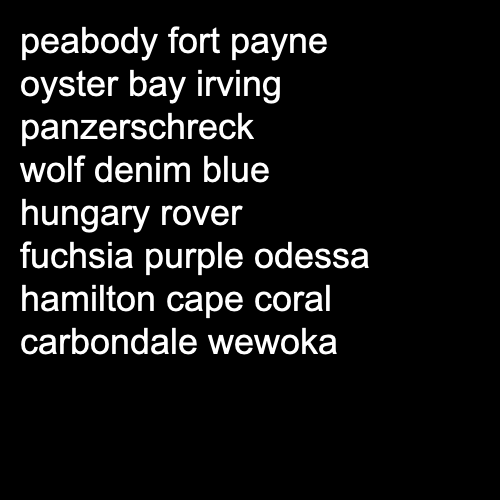 peabody fort payne
oyster bay irving
panzerschreck
wolf denim blue
hungary rover
fuchsia purple odessa
hamilton cape coral
carbondale wewoka